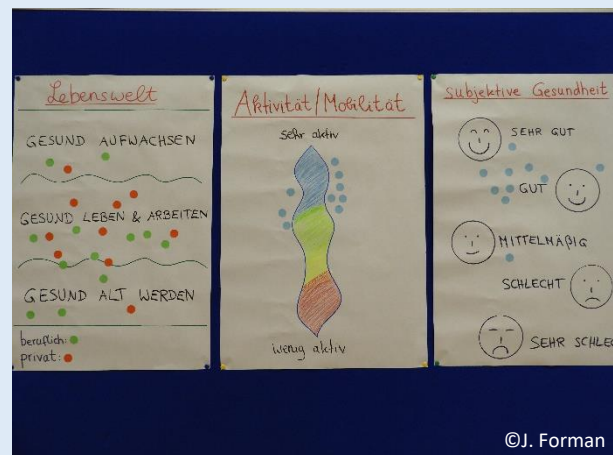 Lebenswelt
GESUND AUFWACHSEN
GESUND LEBEN & ARBEITEN
GESUND ALT WERDEN
beruflich:
privat:
Aktivität/Mobilität
sehr aktiv
wenig aktiv
subjektive Gesundheit
SEHR GUT
GUT
MITTELMÄßIG
SCHLECHT
SEHR SCHLEC
©J. Forman